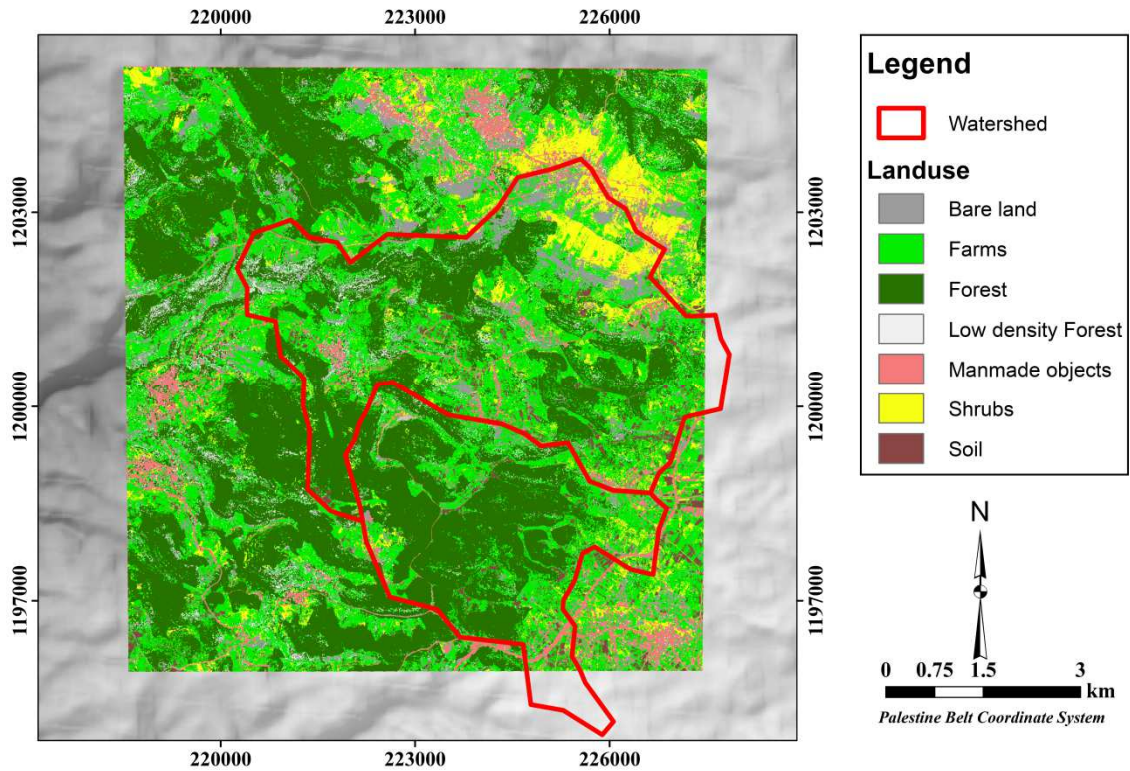 220000 223000 226000
1203000 1203000
1200000 1200000
1197000 1197000
220000 223000 226000
Legend
Watershed
Landuse
Bare land
Farms
Forest
Low density Forest
Manmade objects
Shrubs
Soil
N
0 0.75 1.5 3
km
Palestine Belt Coordinate System